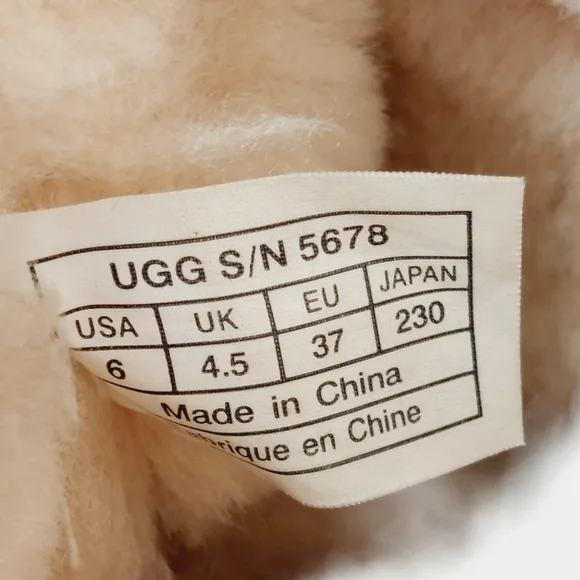 UGG S/N 5678
USA UK EU JAPAN
6 4.5 37 230
Made in China
en Chine